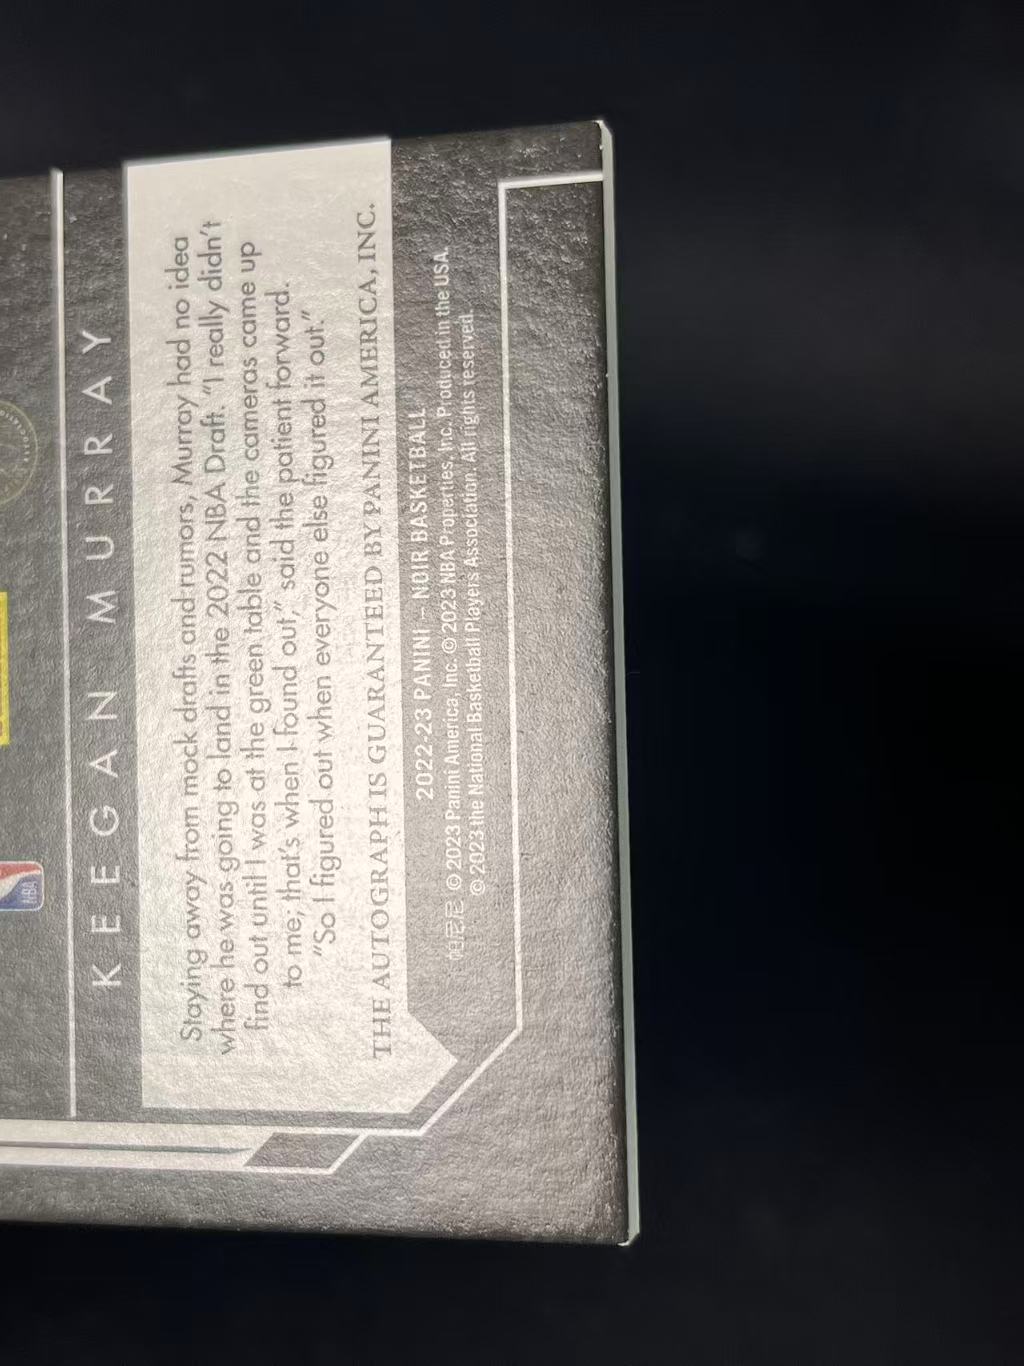 KEEGAN MURRAY
Staying away from mock drafts and rumors, Murray had no idea
where he was going to land in the 2022 NBA Draft. “I really didn’t
find out until I was at the green table and the cameras came up
to me; that’s when I found out,” said the patient forward.
“So I figured out when everyone else figured it out.”
THE AUTOGRAPH IS GUARANTEED BY PANINI AMERICA, INC.
2022-23 PANINI – NOIR BASKETBALL
© 2023 Panini America, Inc. © 2023 NBA Properties, Inc. Produced in the USA.
© 2023 the National Basketball Players Association. All rights reserved.
NBA